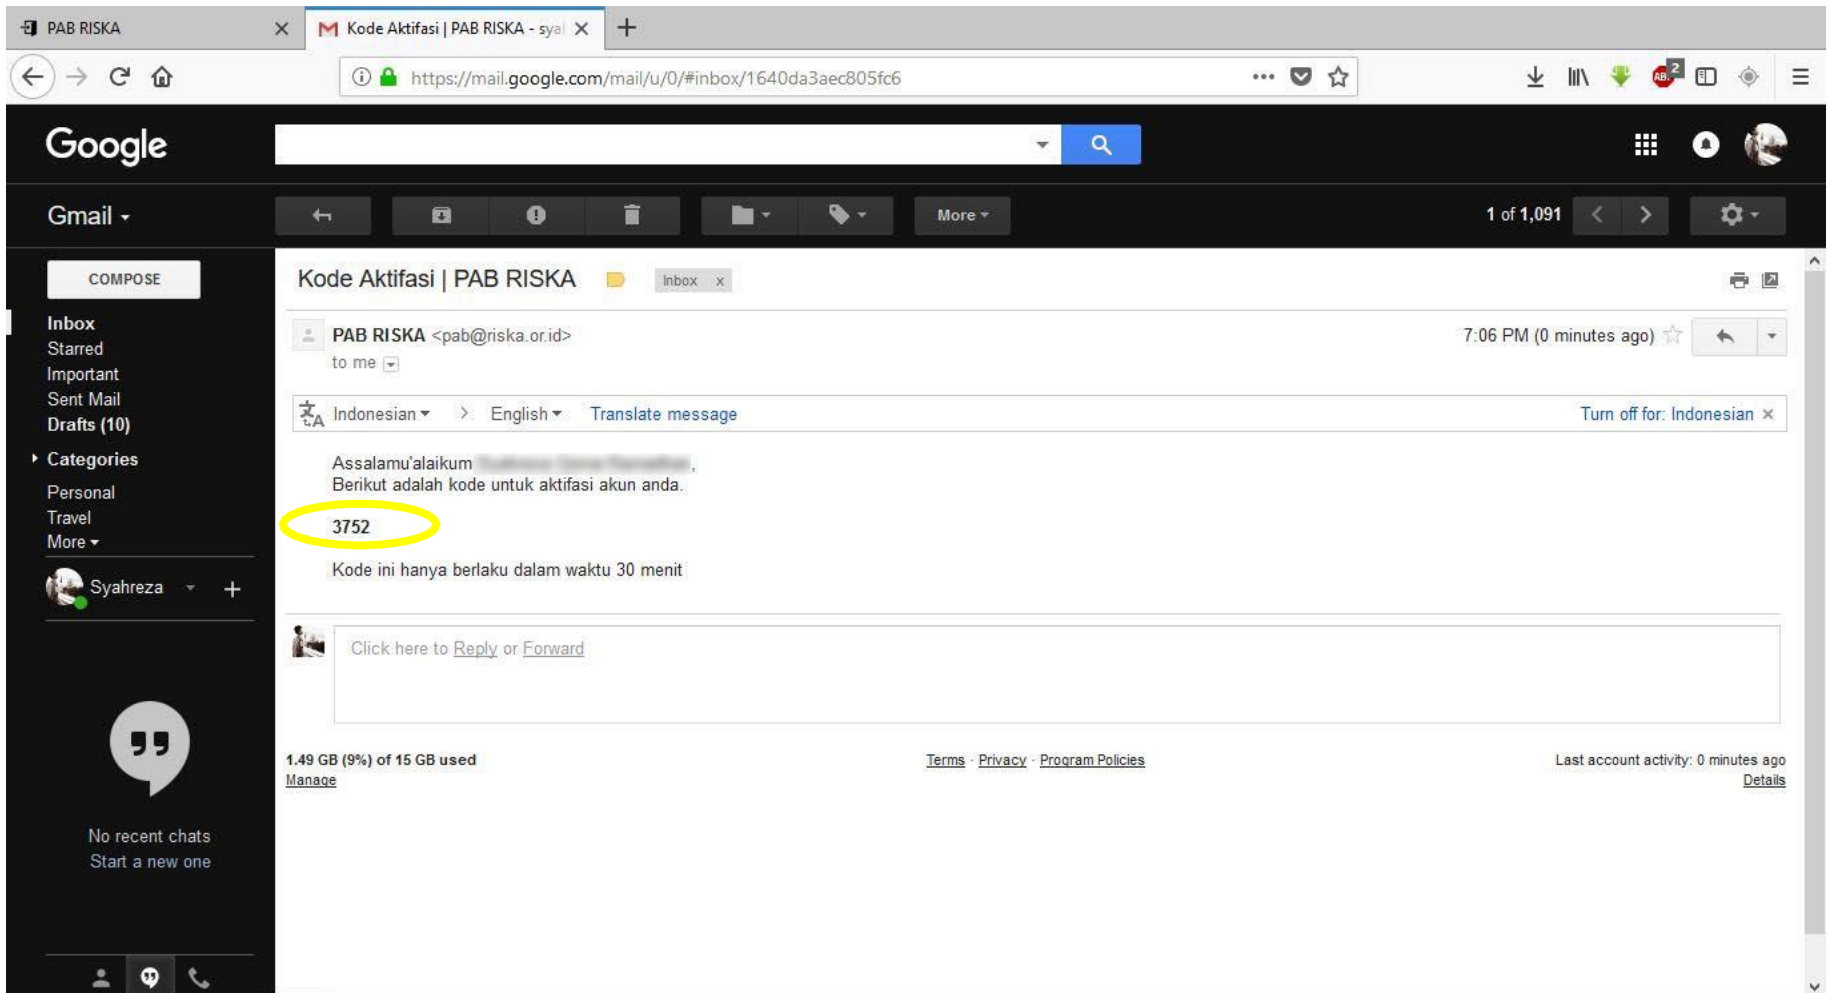 PAB RISKA
Kode Aktifasi | PAB RISKA - sya
https://mail.google.com/mail/u/0/#inbox/1640da3aec805fc6
ABP 2
Google
Gmail
More
1 of 1,091
COMPOSE
Kode Aktifasi | PAB RISKA
Inbox x
Inbox
Starred
Important
Sent Mail
Drafts (10)
Categories
Personal
Travel
More
Syahreza
No recent chats
Start a new one
PAB RISKA <pab@riska.or.id>
7:06 PM (0 minutes ago)
to me
Indonesian > English Translate message
Turn off for: Indonesian ×
Assalamu'alaikum ,
Berikut adalah kode untuk aktifasi akun anda.
3752
Kode ini hanya berlaku dalam waktu 30 menit
Click here to Reply or Forward
1.49 GB (9%) of 15 GB used
Manage
Terms · Privacy · Program Policies
Last account activity: 0 minutes ago
Details